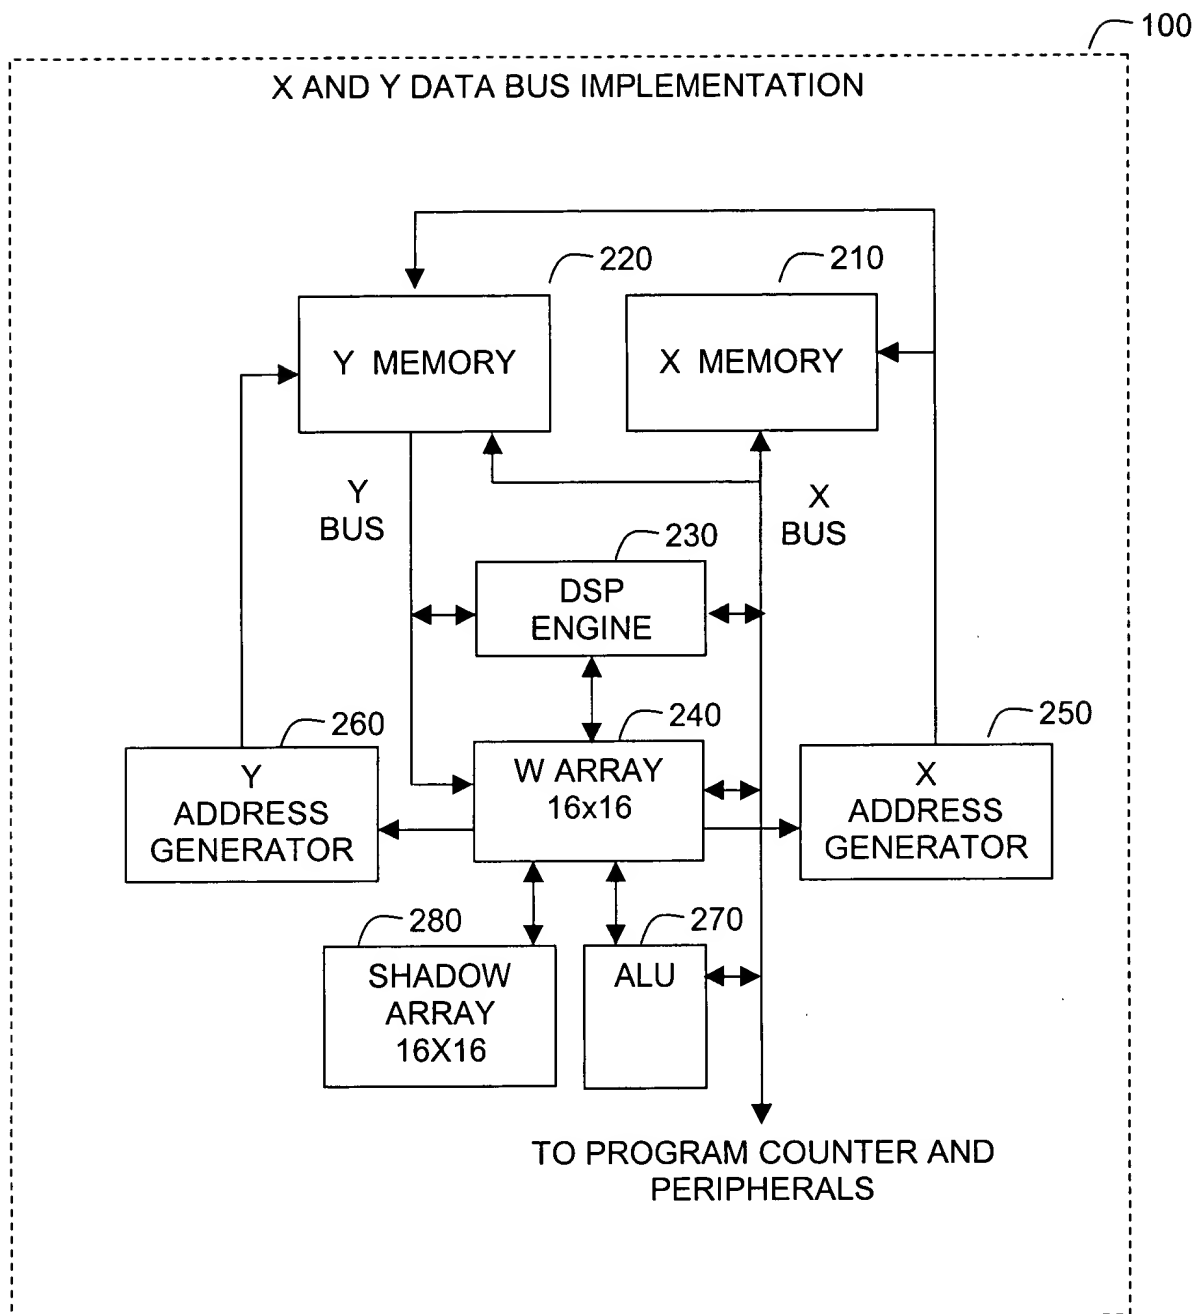 100
X AND Y DATA BUS IMPLEMENTATION
220
210
Y MEMORY
X MEMORY
Y
BUS
X
BUS
230
DSP
ENGINE
260
240
250
Y
ADDRESS
GENERATOR
W ARRAY
16x16
X
ADDRESS
GENERATOR
280
270
SHADOW
ARRAY
16X16
ALU
TO PROGRAM COUNTER AND
PERIPHERALS